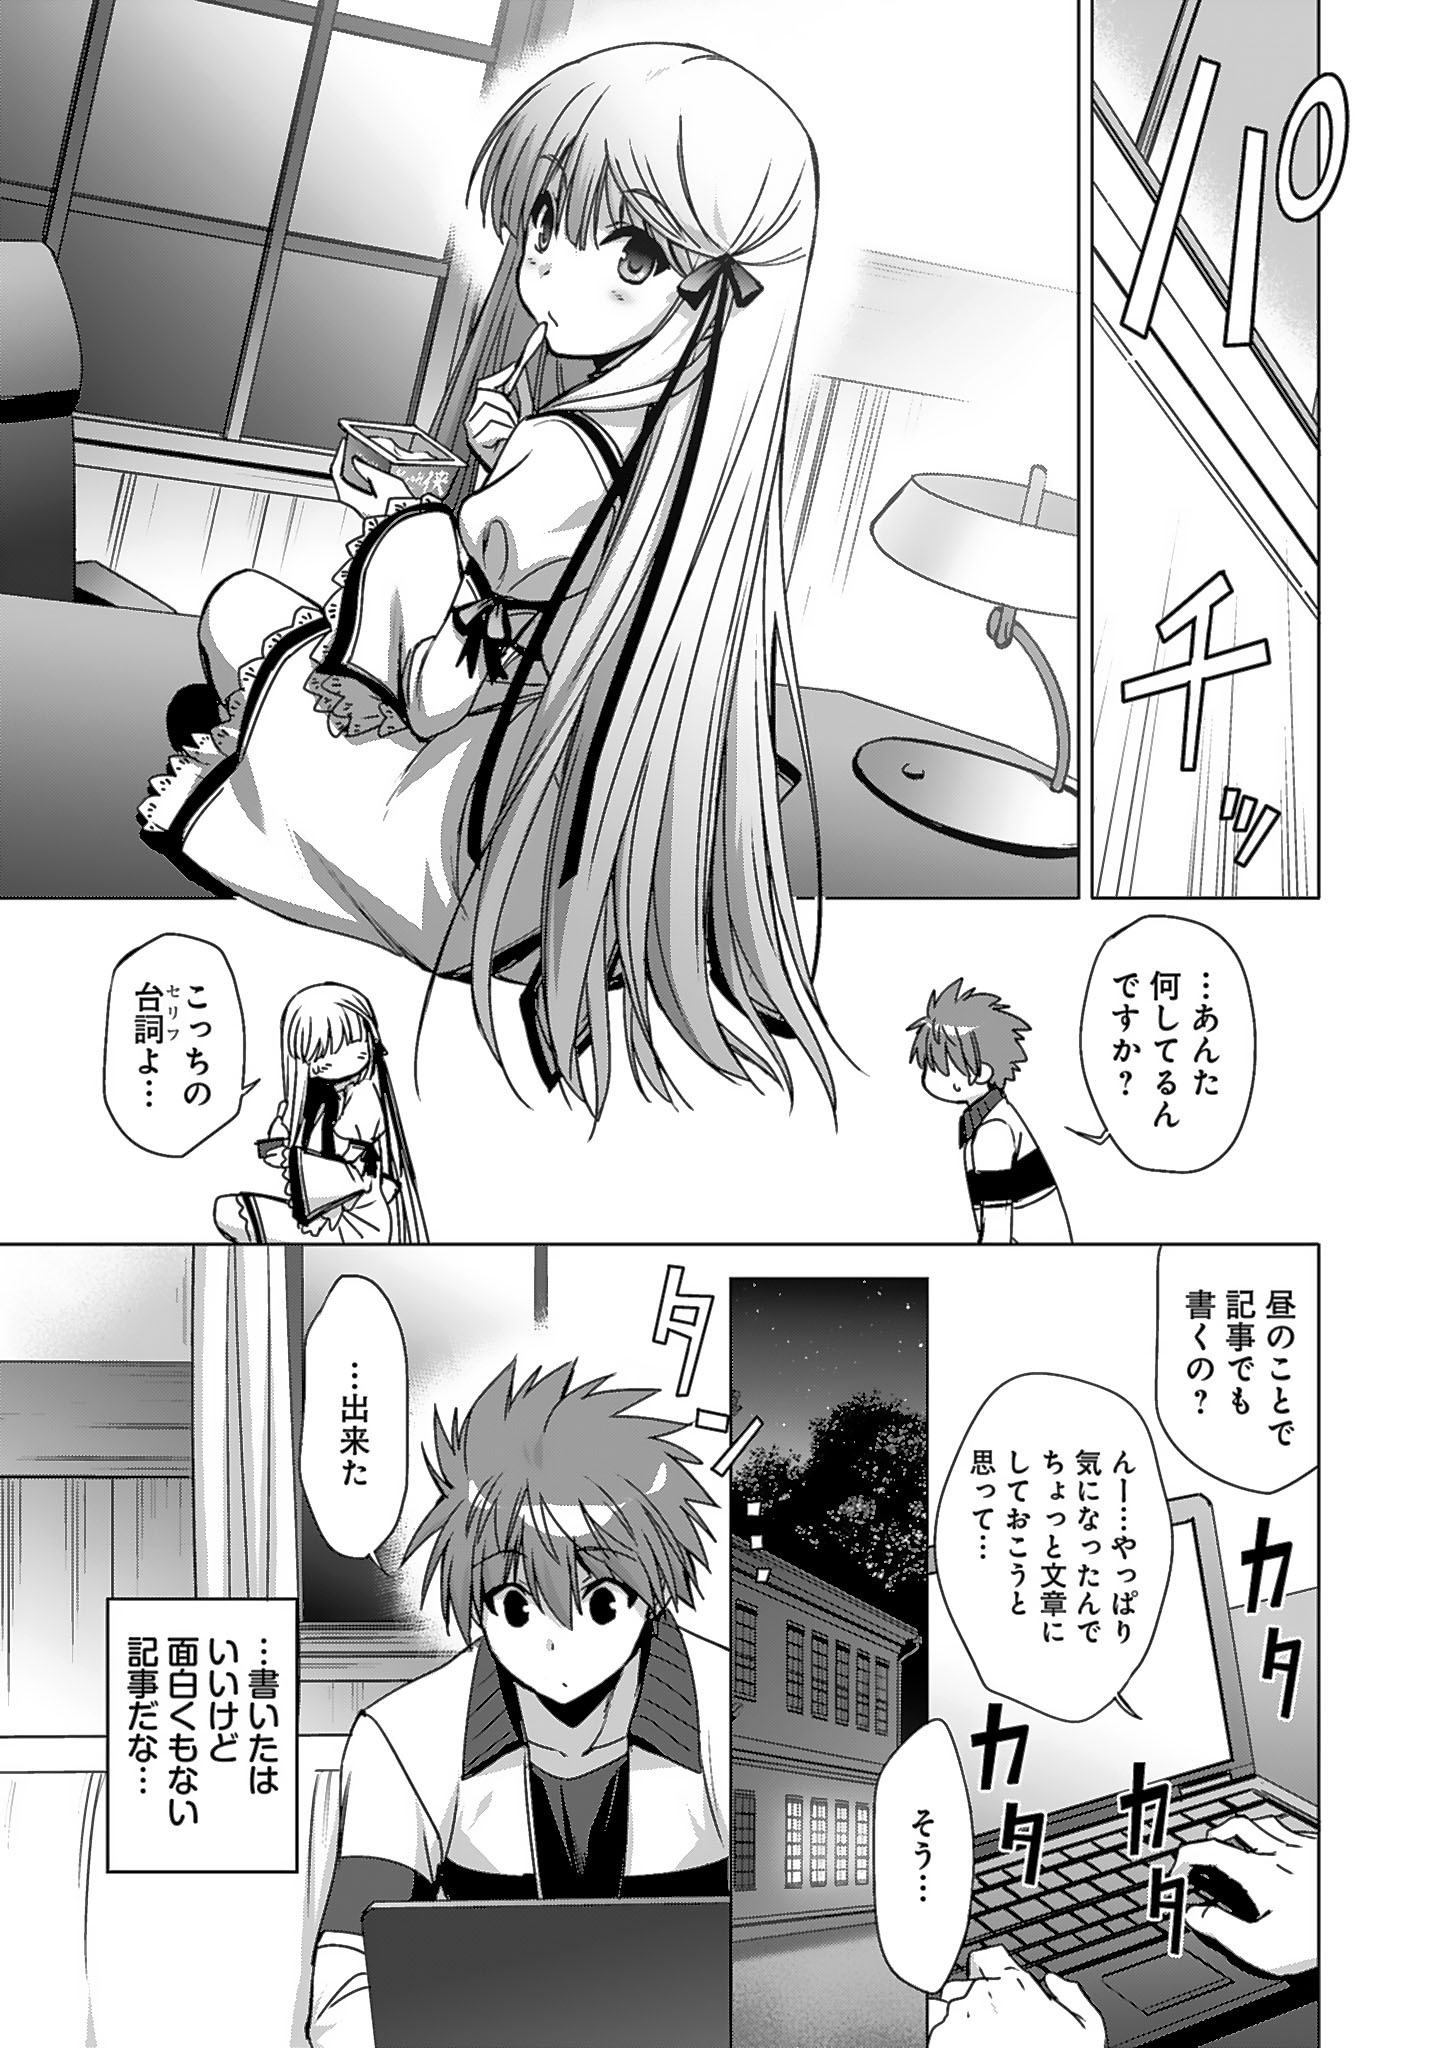 パチッ
…あんた
何してるん
ですか？
こっちの
台詞よ…
セリフ
昼のことで
記事でも
書くの？
んー…やっぱり
気になったんで
ちょっと文章に
しておこうと
思って…
カタ
カタ
カタ
そう…
タンッ
…出来た
…書いたは
いいけど
面白くもない
記事だな…